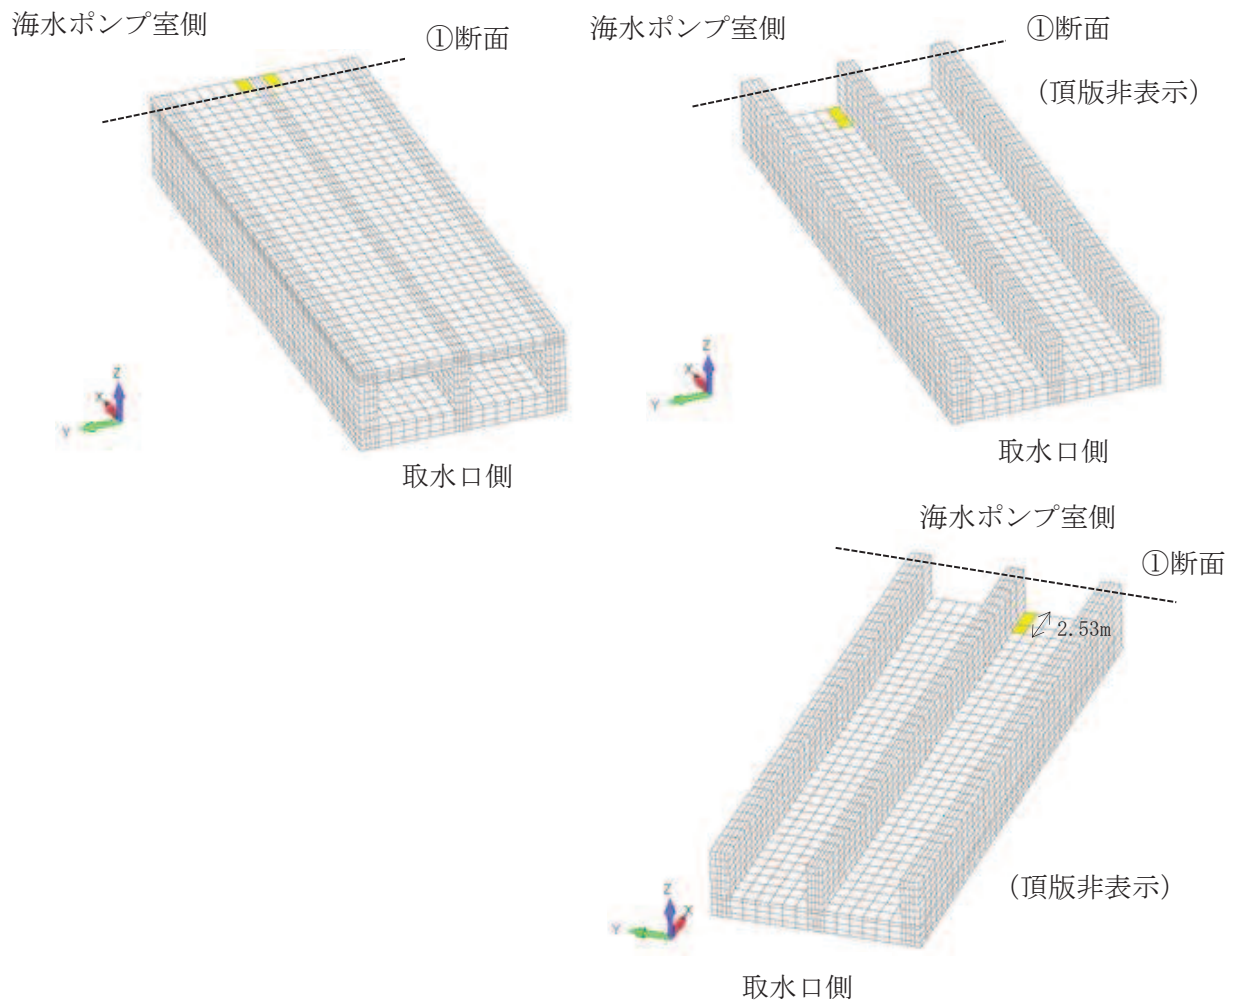 海水ポンプ室側
①断面
Z
X
Y
取水口側
海水ポンプ室側
①断面
(頂版非表示)
Z
X
Y
取水口側
海水ポンプ室側
①断面
2.53m
(頂版非表示)
Z
X
Y
取水口側